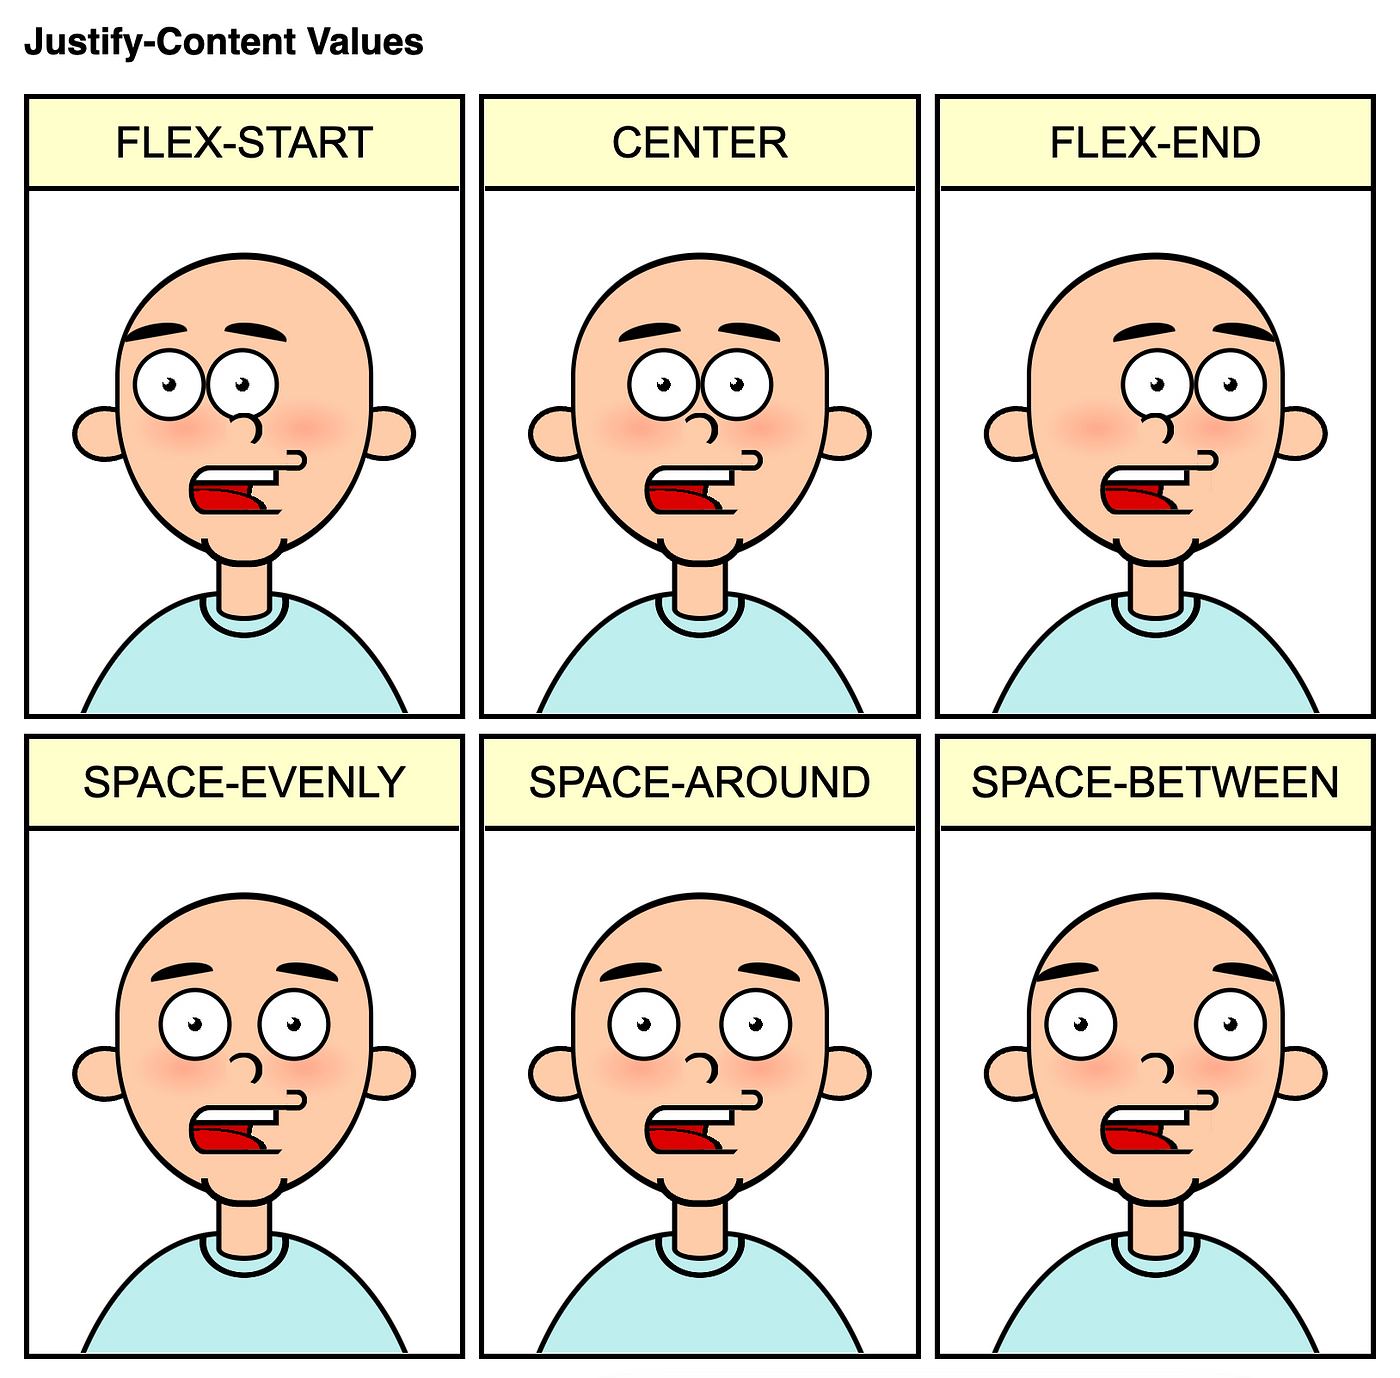 Justify-Content Values
FLEX-START
CENTER
FLEX-END
SPACE-EVENLY
SPACE-AROUND
SPACE-BETWEEN